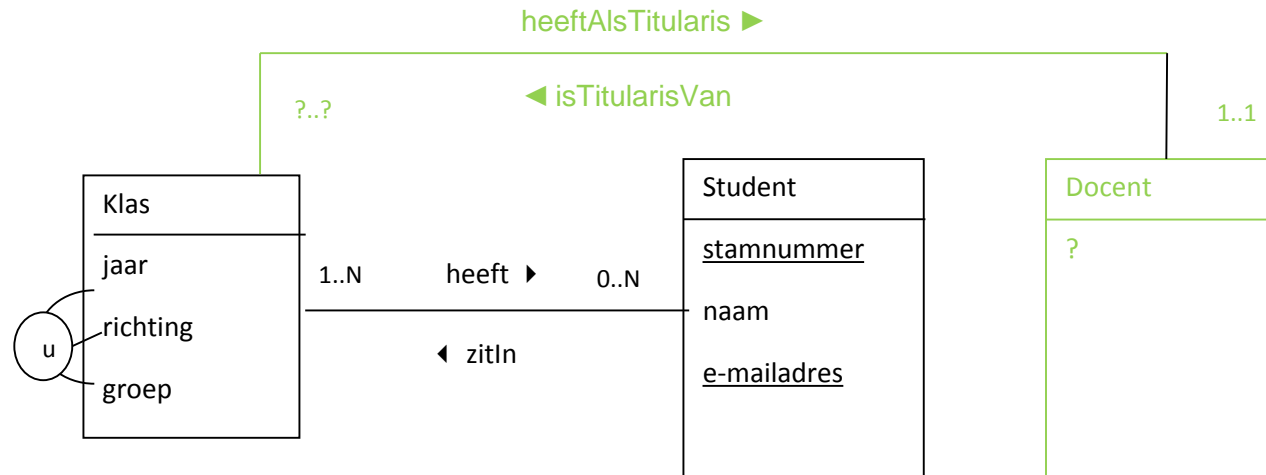 heeftAlsTitularis ►
◄ isTitularisVan
?..?
1..1
Klas
jaar
richting
groep
u
1..N
heeft ►
0..N
◄ zitIn
Student
stamnummer
naam
e-mailadres
Docent
?